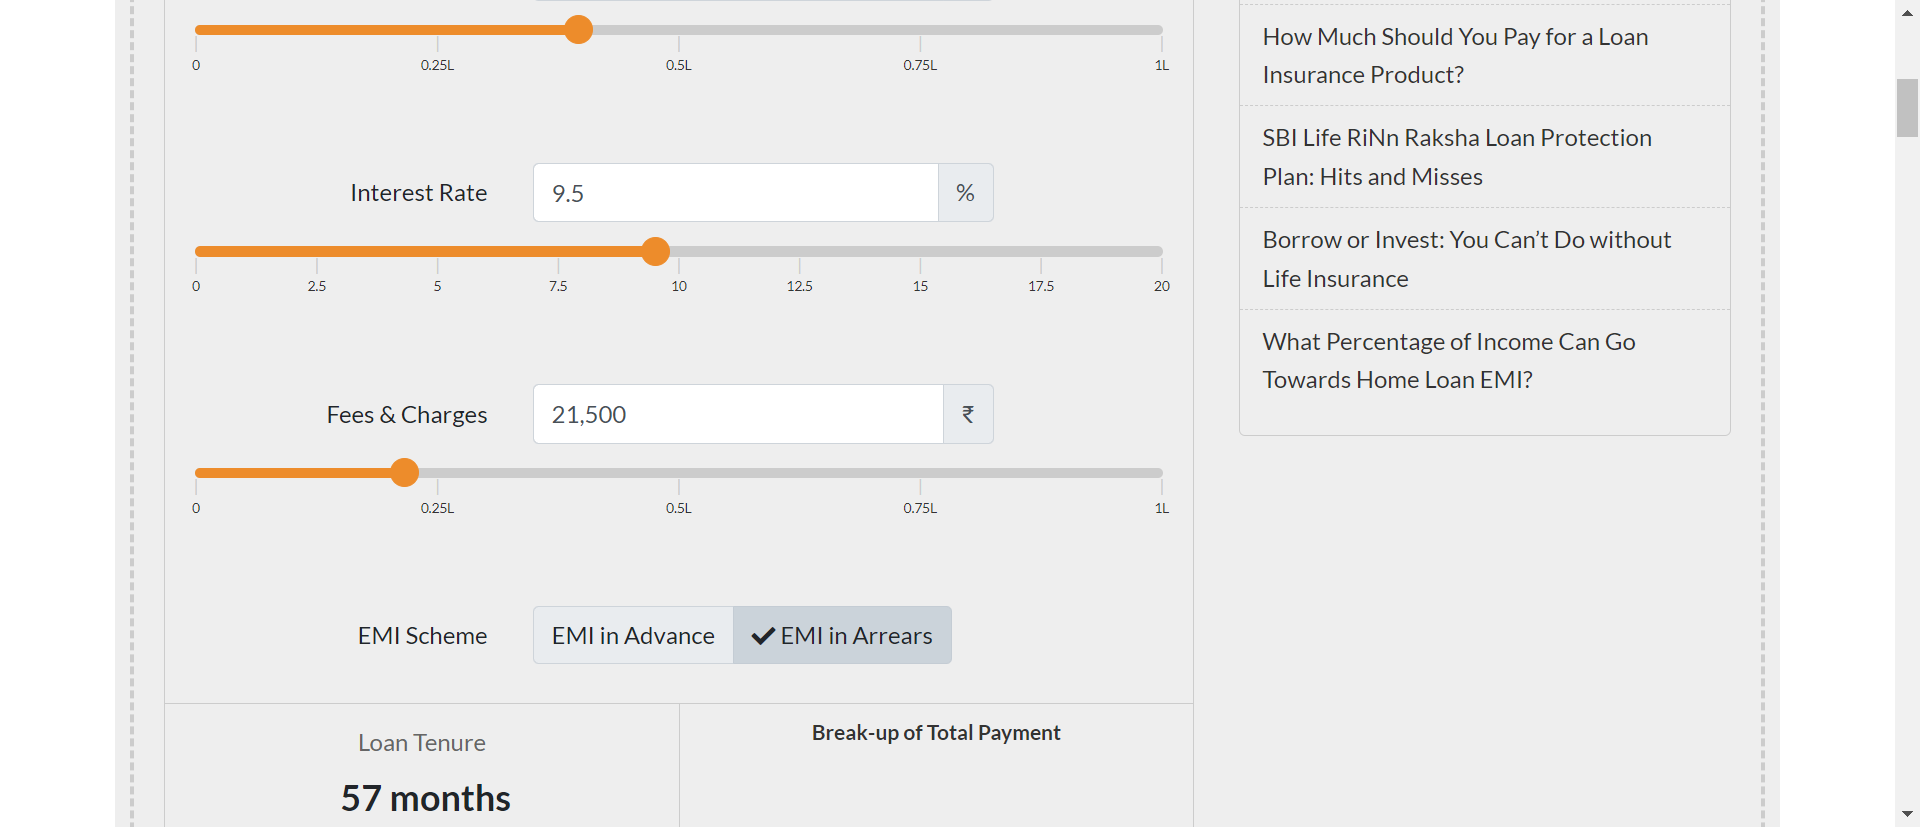 0 0.25L 0.5L 0.75L 1L
Interest Rate 9.5 %
0 2.5 5 7.5 10 12.5 15 17.5 20
Fees & Charges 21,500 ₹
0 0.25L 0.5L 0.75L 1L
EMI Scheme EMI in Advance EMI in Arrears
Loan Tenure
57 months
Break-up of Total Payment
How Much Should You Pay for a Loan
Insurance Product?
SBI Life RiNn Raksha Loan Protection
Plan: Hits and Misses
Borrow or Invest: You Can’t Do without
Life Insurance
What Percentage of Income Can Go
Towards Home Loan EMI?